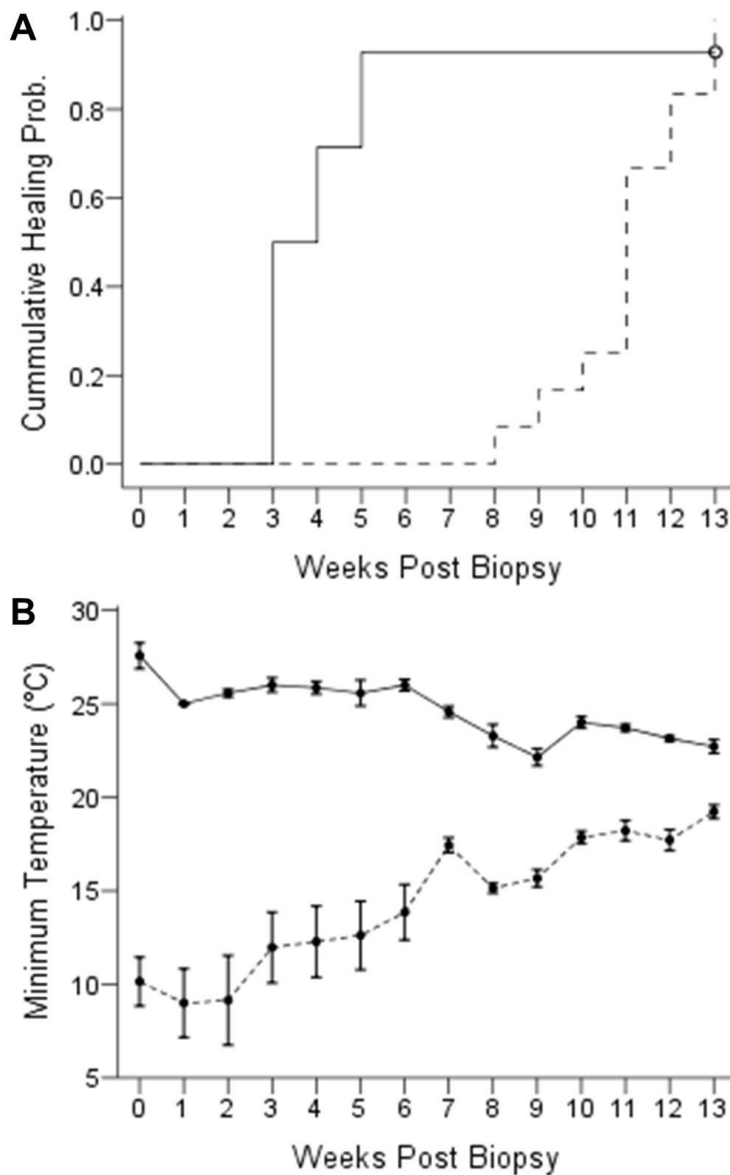 A
Cummulative Healing Prob.
1.0
0.8
0.6
0.4
0.2
0.0
0 1 2 3 4 5 6 7 8 9 10 11 12 13
Weeks Post Biopsy
B
Minimum Temperature (°C)
30
25
20
15
10
5
0 1 2 3 4 5 6 7 8 9 10 11 12 13
Weeks Post Biopsy